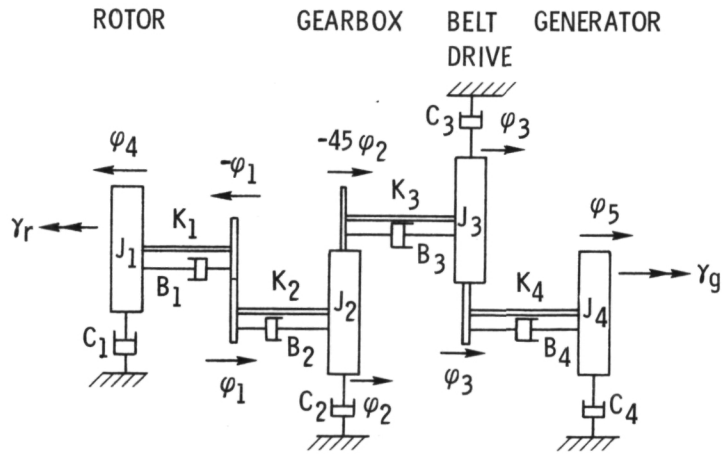 ROTOR GEARBOX BELT DRIVE GENERATOR
φ4 -φ1 -45 φ2 C3 φ3
K3 φ5
γr K1 J3 γg
J1 B3
B1 K2 K4
J2 J4
C1 B2 B4
φ1 φ3
C2 φ2 C4